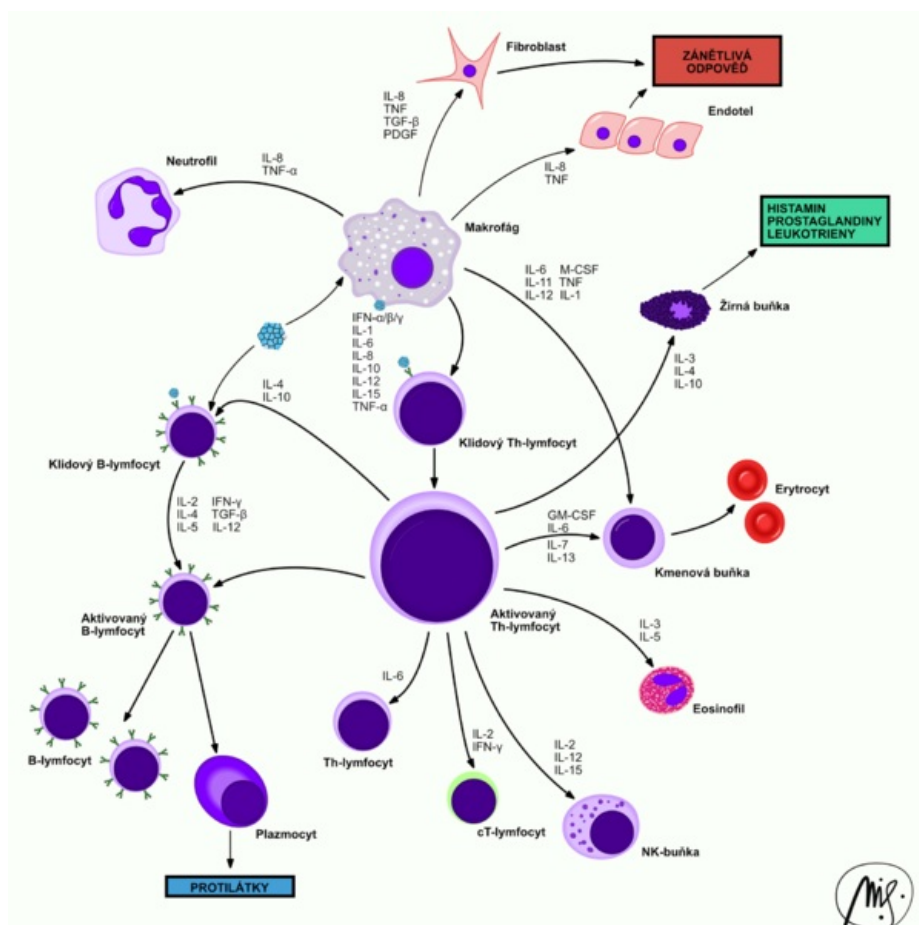 Fibroblast
ZÁNĚTLIVÁ
ODPOVĚĎ
IL-8
TNF
TGF-β
PDGF
Endotel
Neutrofil
IL-8
TNF-α
IL-8
TNF
Makrofág
HISTAMIN
PROSTAGLANDINY
LEUKOTRIENY
IL-6 M-CSF
IL-11 TNF
IL-12 IL-1
Žírná buňka
IFN-α/β/γ
IL-1
IL-6
IL-8
IL-10
IL-12
IL-15
TNF-α
IL-3
IL-4
IL-10
IL-4
IL-10
Klidový Th-lymfocyt
Klidový B-lymfocyt
IL-2 IFN-γ
IL-4 TGF-β
IL-5 IL-12
GM-CSF
IL-6
IL-7
IL-13
Erytrocyt
Kmenová buňka
Aktivovaný
B-lymfocyt
Aktivovaný
Th-lymfocyt
IL-3
IL-5
IL-6
Eosinofil
IL-2
IFN-γ
IL-2
IL-12
IL-15
B-lymfocyt
Th-lymfocyt
Plazmocyt
cT-lymfocyt
NK-buňka
PROTILÁTKY